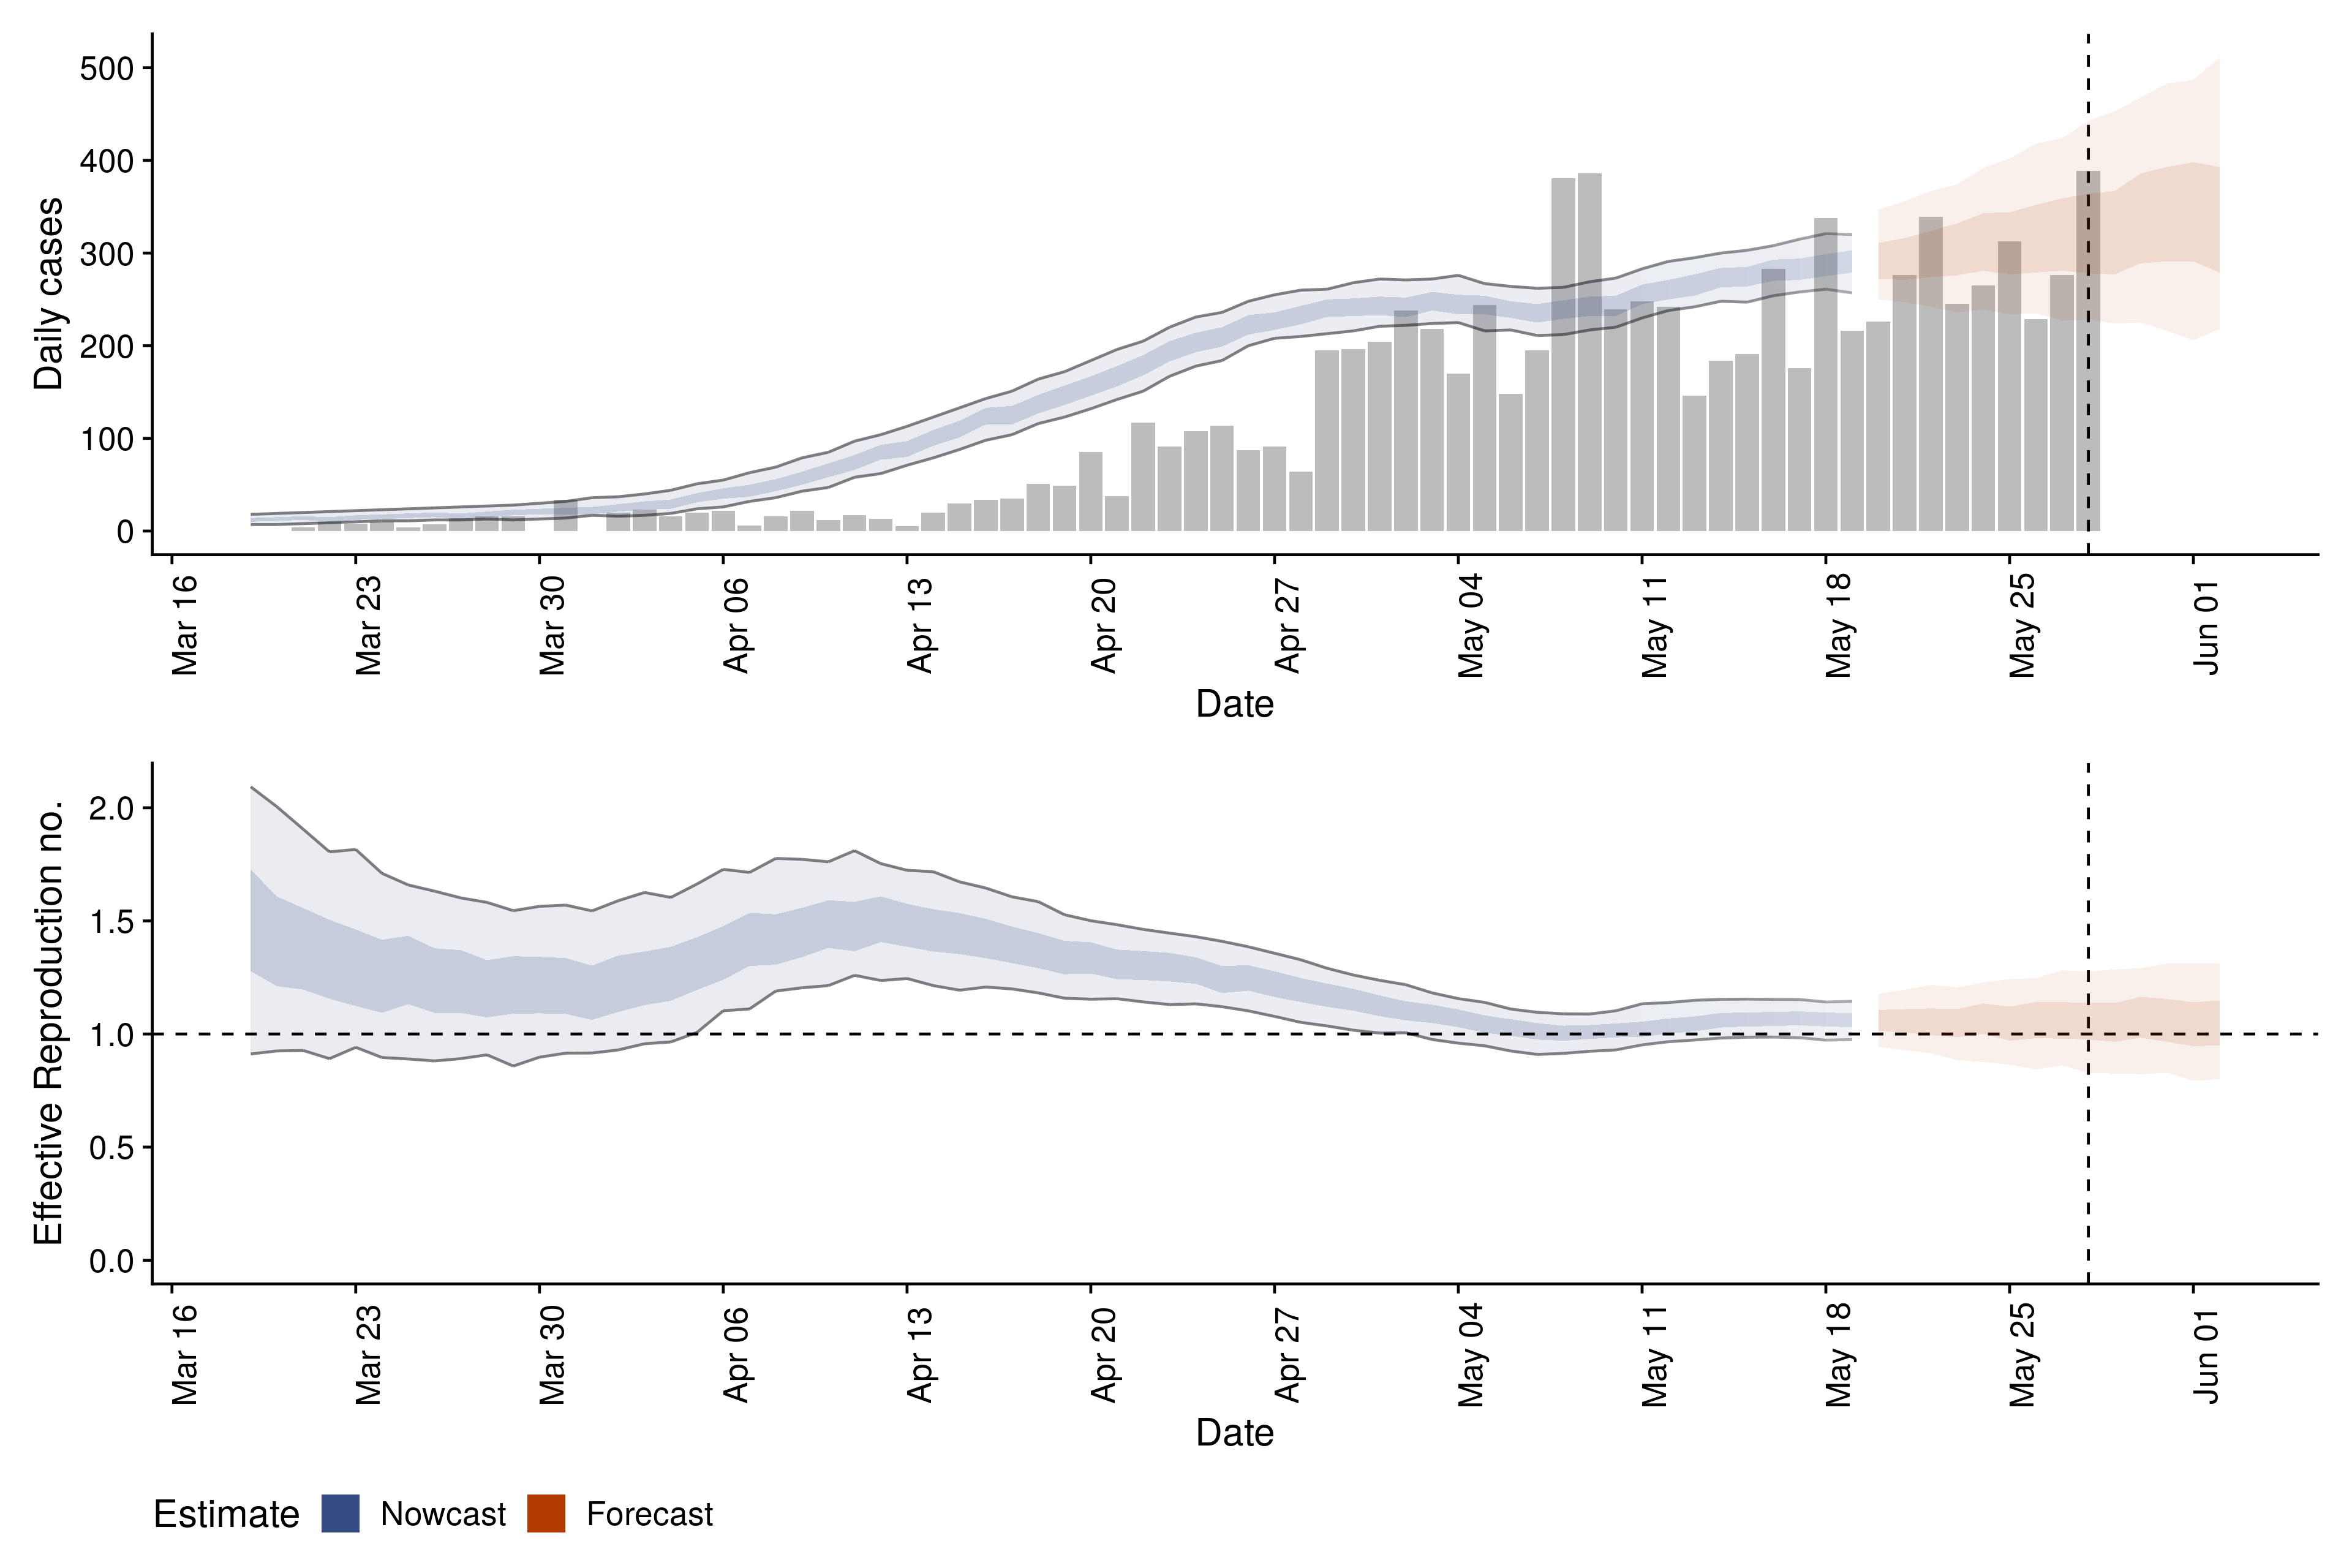 500
400
300
200
100
0
Daily cases
Mar 16
Mar 23
Mar 30
Apr 06
Apr 13
Apr 20
Apr 27
May 04
May 11
May 18
May 25
Jun 01
Date
2.0
1.5
1.0
0.5
0.0
Effective Reproduction no.
Mar 16
Mar 23
Mar 30
Apr 06
Apr 13
Apr 20
Apr 27
May 04
May 11
May 18
May 25
Jun 01
Date
Estimate Nowcast Forecast